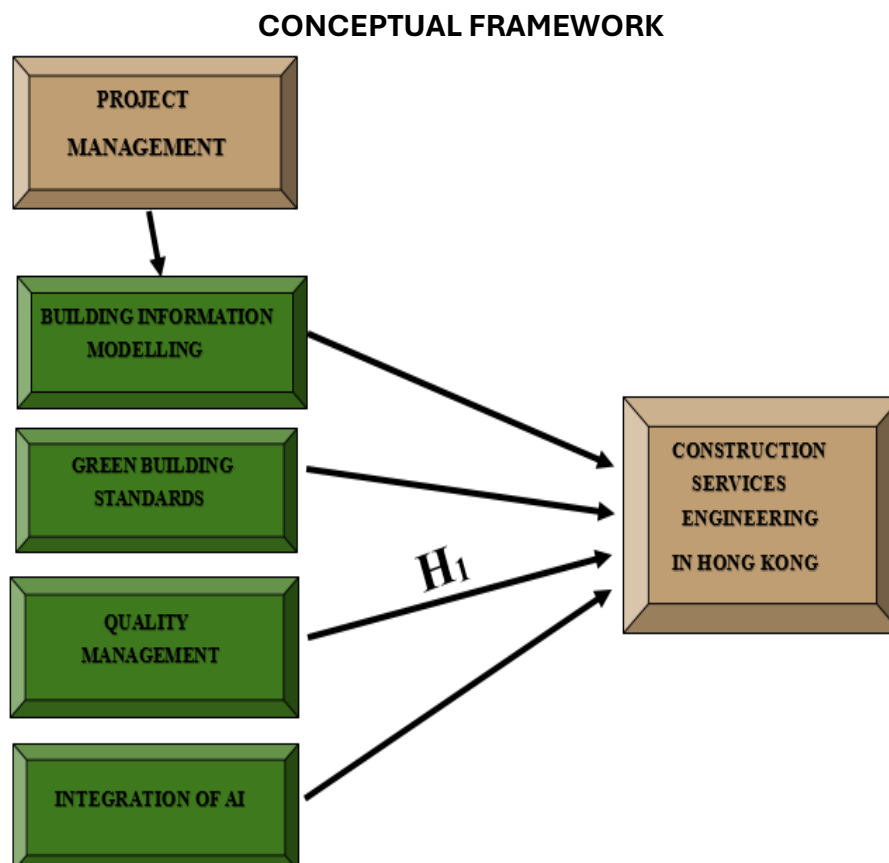 CONCEPTUAL FRAMEWORK
PROJECT
MANAGEMENT
BUILDING INFORMATION
MODELLING
GREEN BUILDING
STANDARDS
H1
QUALITY
MANAGEMENT
INTEGRATION OF AI
CONSTRUCTION
SERVICES
ENGINEERING
IN HONG KONG